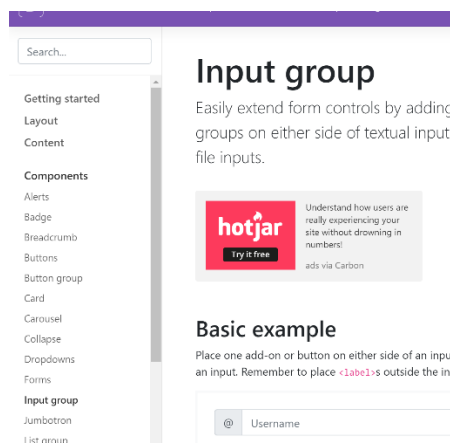 Search...
Getting started
Layout
Content
Components
Alerts
Badge
Breadcrumb
Buttons
Button group
Card
Carousel
Collapse
Dropdowns
Forms
Input group
Jumbotron
List group
Input group
Easily extend form controls by adding
groups on either side of textual input
file inputs.
hotjar
Try it free
Understand how users are
really experiencing your
site without drowning in
numbers!
ads via Carbon
Basic example
Place one add-on or button on either side of an inpu
an input. Remember to place <label>s outside the in
@ Username